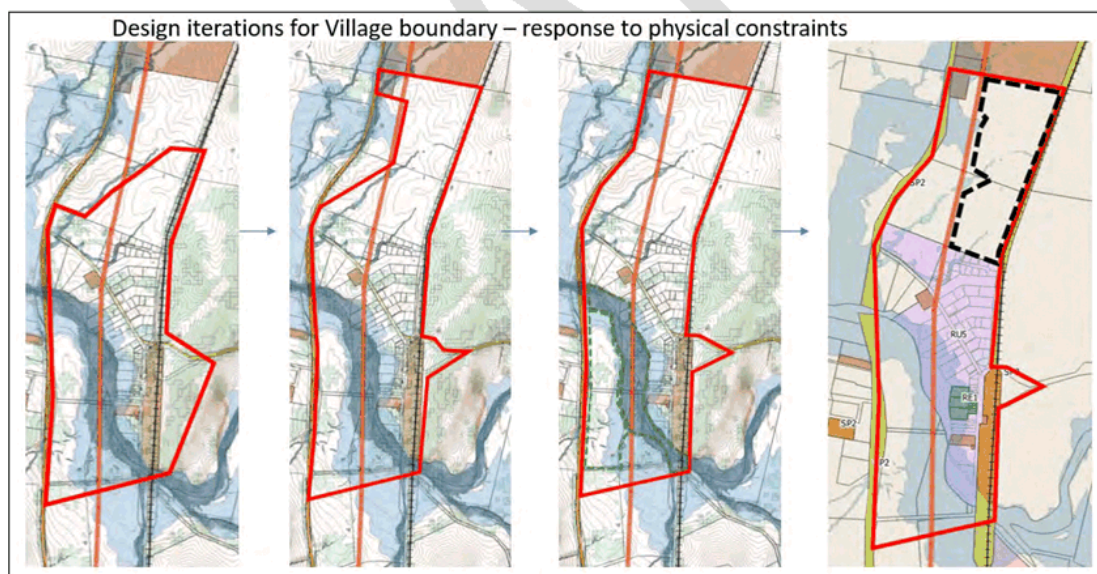 Design iterations for Village boundary – response to physical constraints
SP2
RU5
RE1
SP2
P2